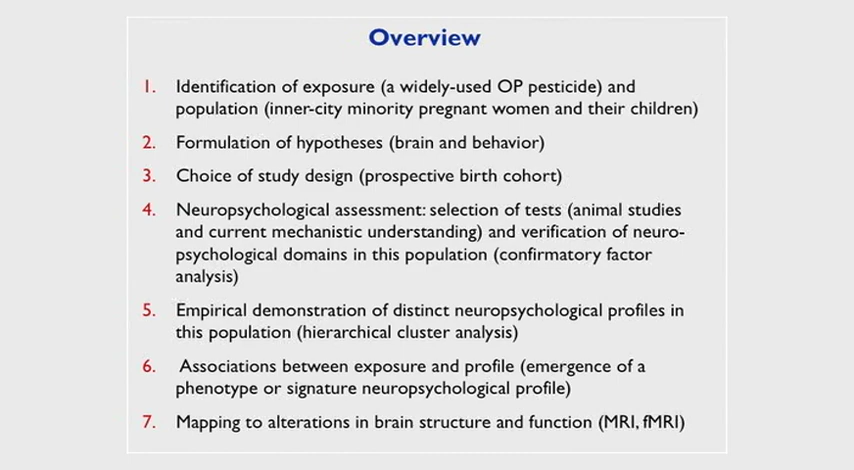 Overview
1. Identification of exposure (a widely-used OP pesticide) and
population (inner-city minority pregnant women and their children)
2. Formulation of hypotheses (brain and behavior)
3. Choice of study design (prospective birth cohort)
4. Neuropsychological assessment: selection of tests (animal studies
and current mechanistic understanding) and verification of neuro-
psychological domains in this population (confirmatory factor
analysis)
5. Empirical demonstration of distinct neuropsychological profiles in
this population (hierarchical cluster analysis)
6. Associations between exposure and profile (emergence of a
phenotype or signature neuropsychological profile)
7. Mapping to alterations in brain structure and function (MRI, fMRI)